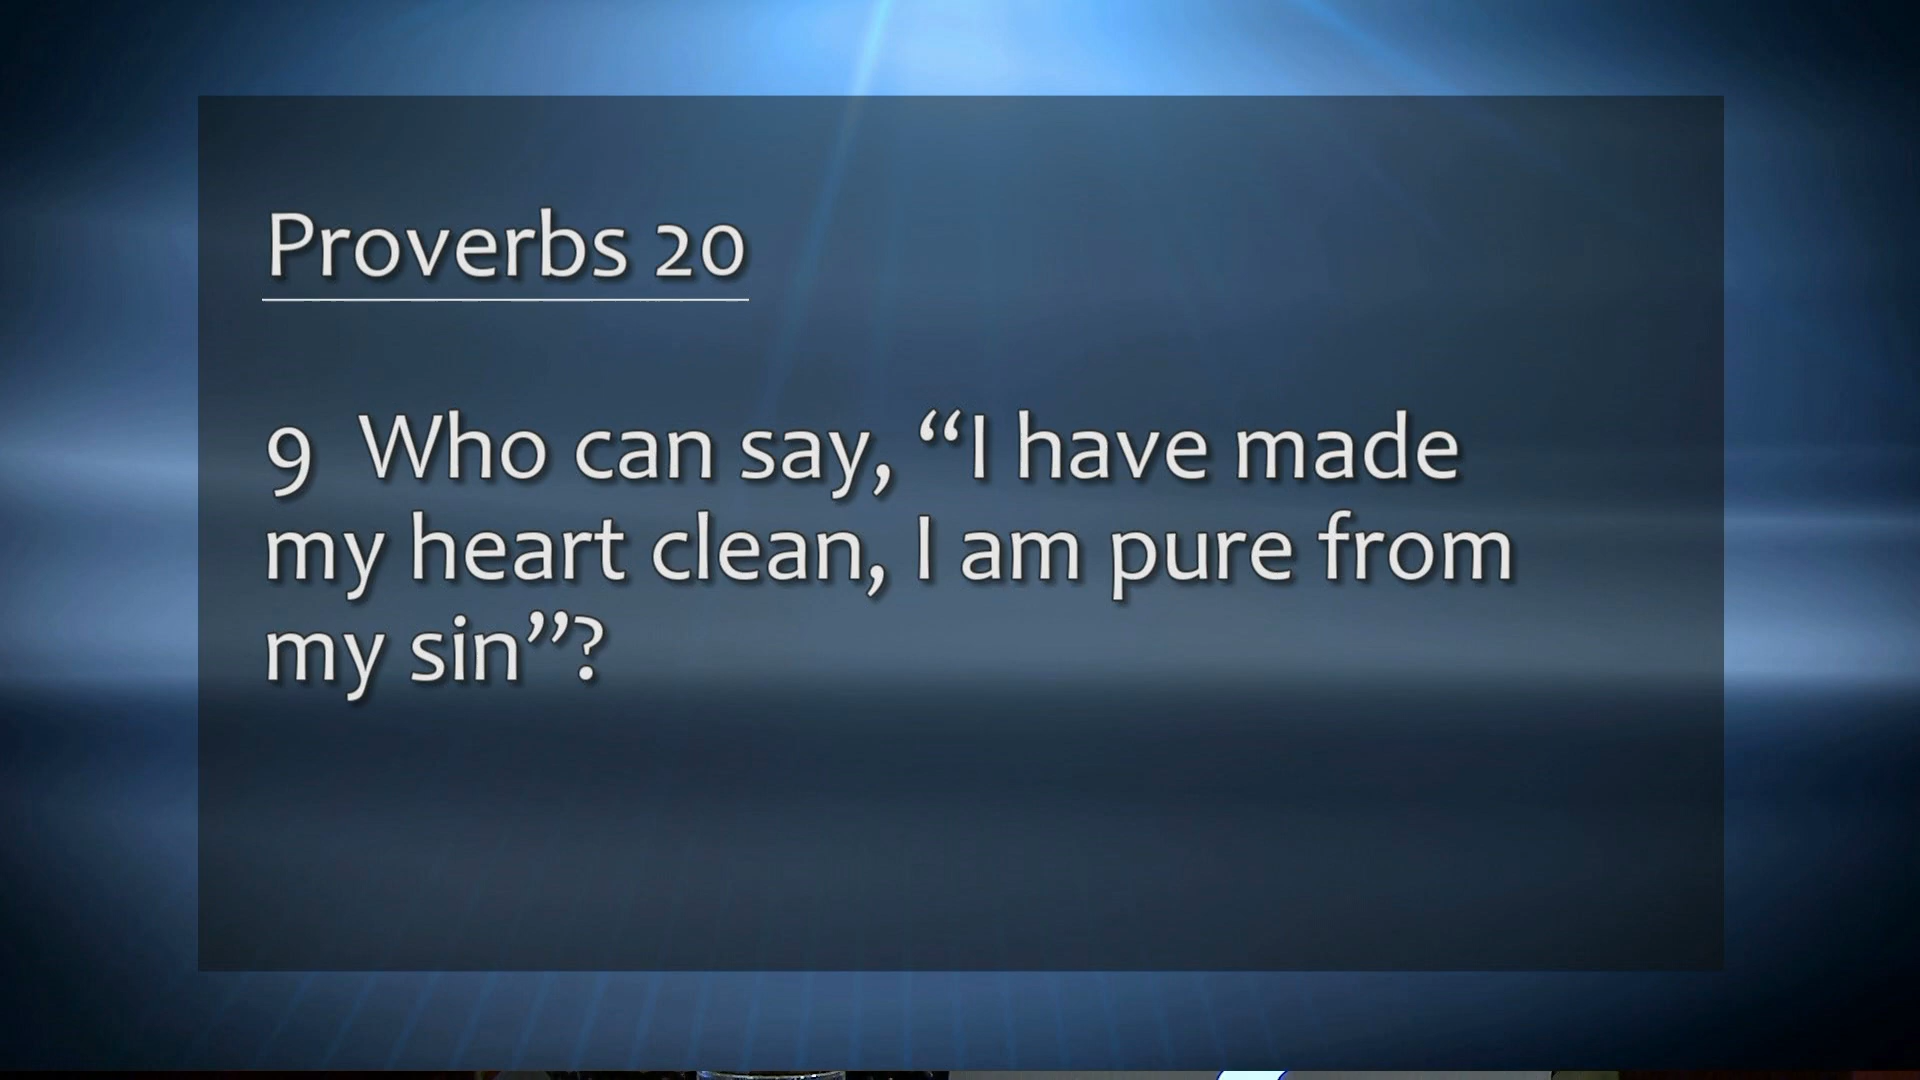 Proverbs 20
9 Who can say, “I have made
my heart clean, I am pure from
my sin”?